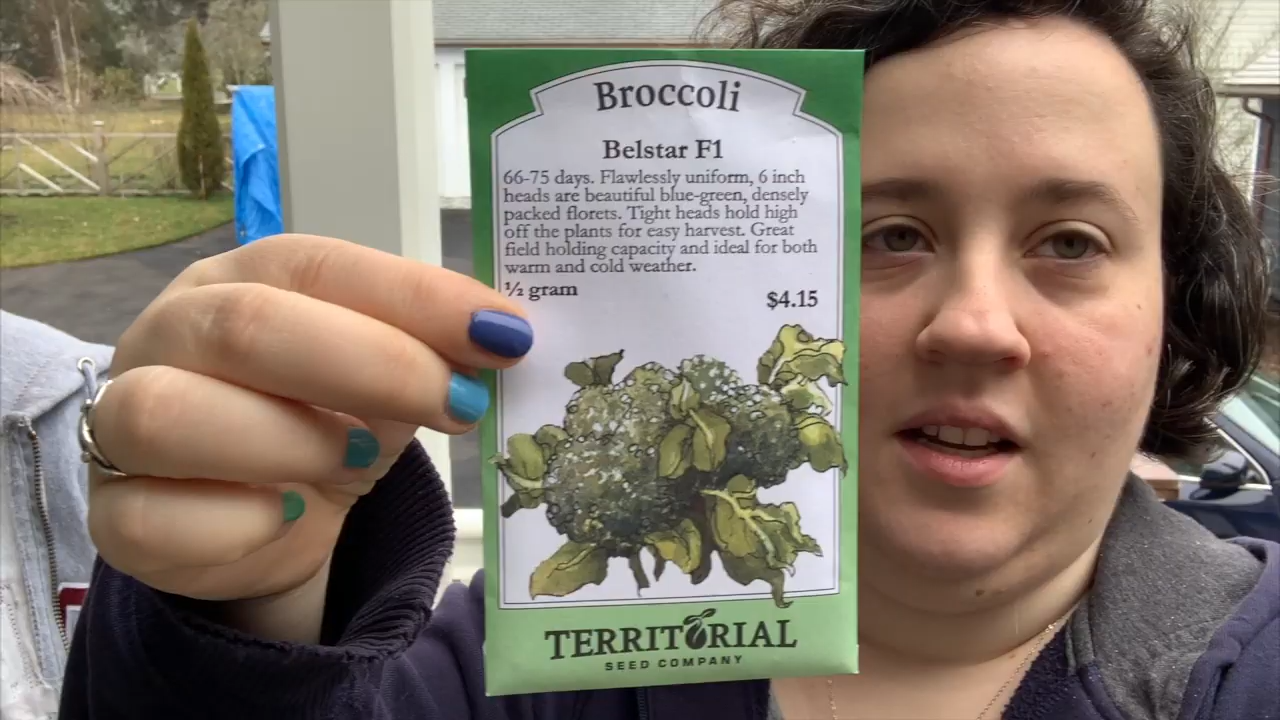 Broccoli
Belstar F1
66-75 days. Flawlessly uniform, 6 inch
heads are beautiful blue-green, densely
packed florets. Tight heads hold high
off the plants for easy harvest. Great
field holding capacity and ideal for both
warm and cold weather.
½ gram
$4.15
TERRITORIAL
SEED COMPANY